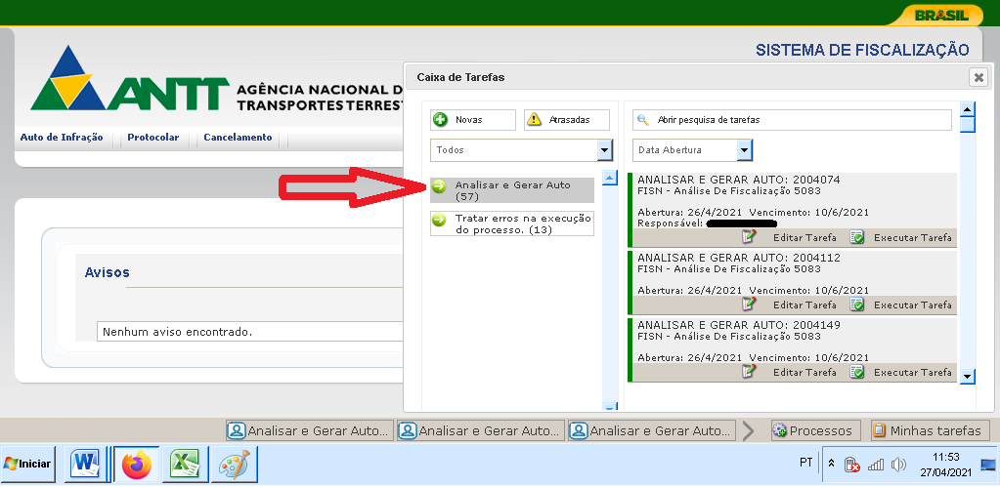 BRASIL
SISTEMA DE FISCALIZAÇÃO
ANTT
AGÊNCIA NACIONAL D
TRANSPORTES TERREST
Auto de Infração
Protocolar
Cancelamento
Avisos
Nenhum aviso encontrado.
Caixa de Tarefas
Novas
Atrasadas
Todos
Analisar e Gerar Auto
(57)
Tratar erros na execução
do processo. (13)
Abrir pesquisa de tarefas
Data Abertura
ANALISAR E GERAR AUTO: 2004074
FISN - Análise De Fiscalização 5083
Abertura: 26/4/2021 Vencimento: 10/6/2021
Responsável:
Editar Tarefa Executar Tarefa
ANALISAR E GERAR AUTO: 2004112
FISN - Análise De Fiscalização 5083
Abertura: 26/4/2021 Vencimento: 10/6/2021
Editar Tarefa Executar Tarefa
ANALISAR E GERAR AUTO: 2004149
FISN - Análise De Fiscalização 5083
Abertura: 26/4/2021 Vencimento: 10/6/2021
Editar Tarefa Executar Tarefa
Analisar e Gerar Auto...
Analisar e Gerar Auto...
Analisar e Gerar Auto...
Processos
Minhas tarefas
Iniciar
PT
11:53
27/04/2021